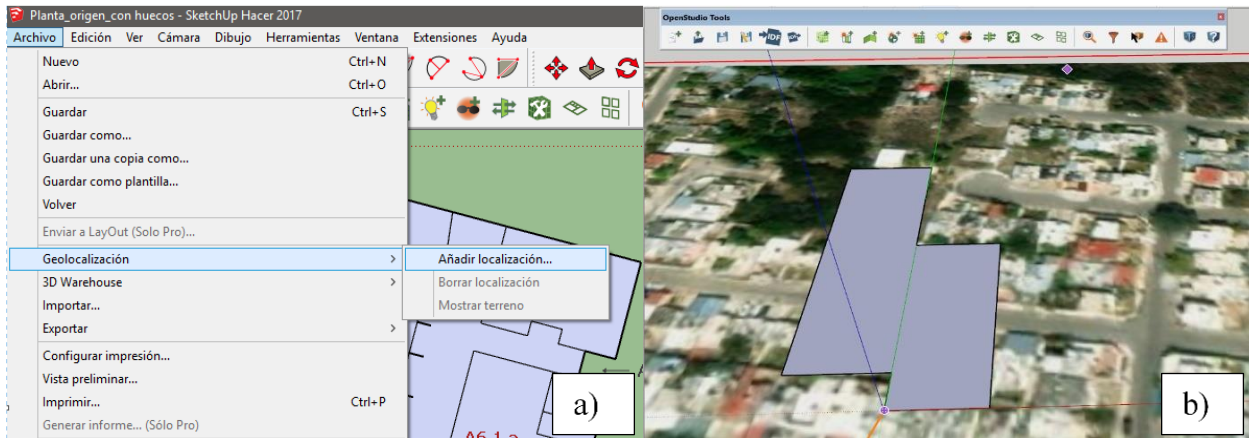 Planta_origen_con huecos - SketchUp Hacer 2017
Archivo Edición Ver Cámara Dibujo Herramientas Ventana Extensiones Ayuda
Nuevo Ctrl+N
Abrir... Ctrl+O
Guardar Ctrl+S
Guardar como...
Guardar una copia como...
Guardar como plantilla...
Volver
Enviar a LayOut (Solo Pro)...
Geolocalización
3D Warehouse
Importar...
Exportar
Configurar impresión...
Vista preliminar...
Imprimir... Ctrl+P
Generar informe... (Sólo Pro)
Añadir localización...
Borrar localización
Mostrar terreno
a)
OpenStudio Tools
IDF
b)